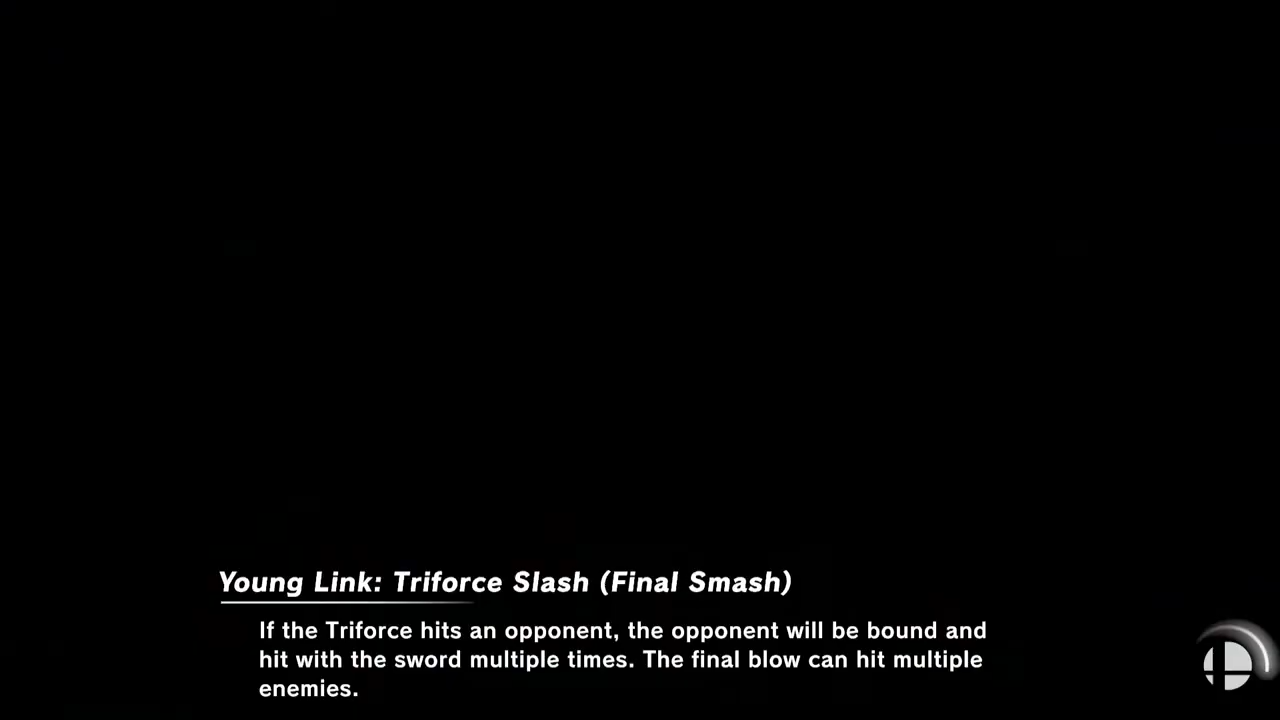 Young Link: Triforce Slash (Final Smash)
If the Triforce hits an opponent, the opponent will be bound and
hit with the sword multiple times. The final blow can hit multiple
enemies.